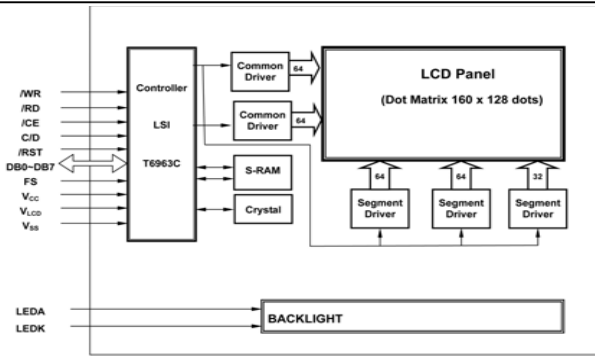 /WR
/RD
/CE
C/D
/RST
DB0~DB7
FS
VCC
VLCD
VSS
LEDA
LEDK
Controller
LSI
T6963C
Common
Driver
64
Common
Driver
64
S-RAM
Crystal
LCD Panel
(Dot Matrix 160 x 128 dots)
64
64
32
Segment
Driver
Segment
Driver
Segment
Driver
BACKLIGHT